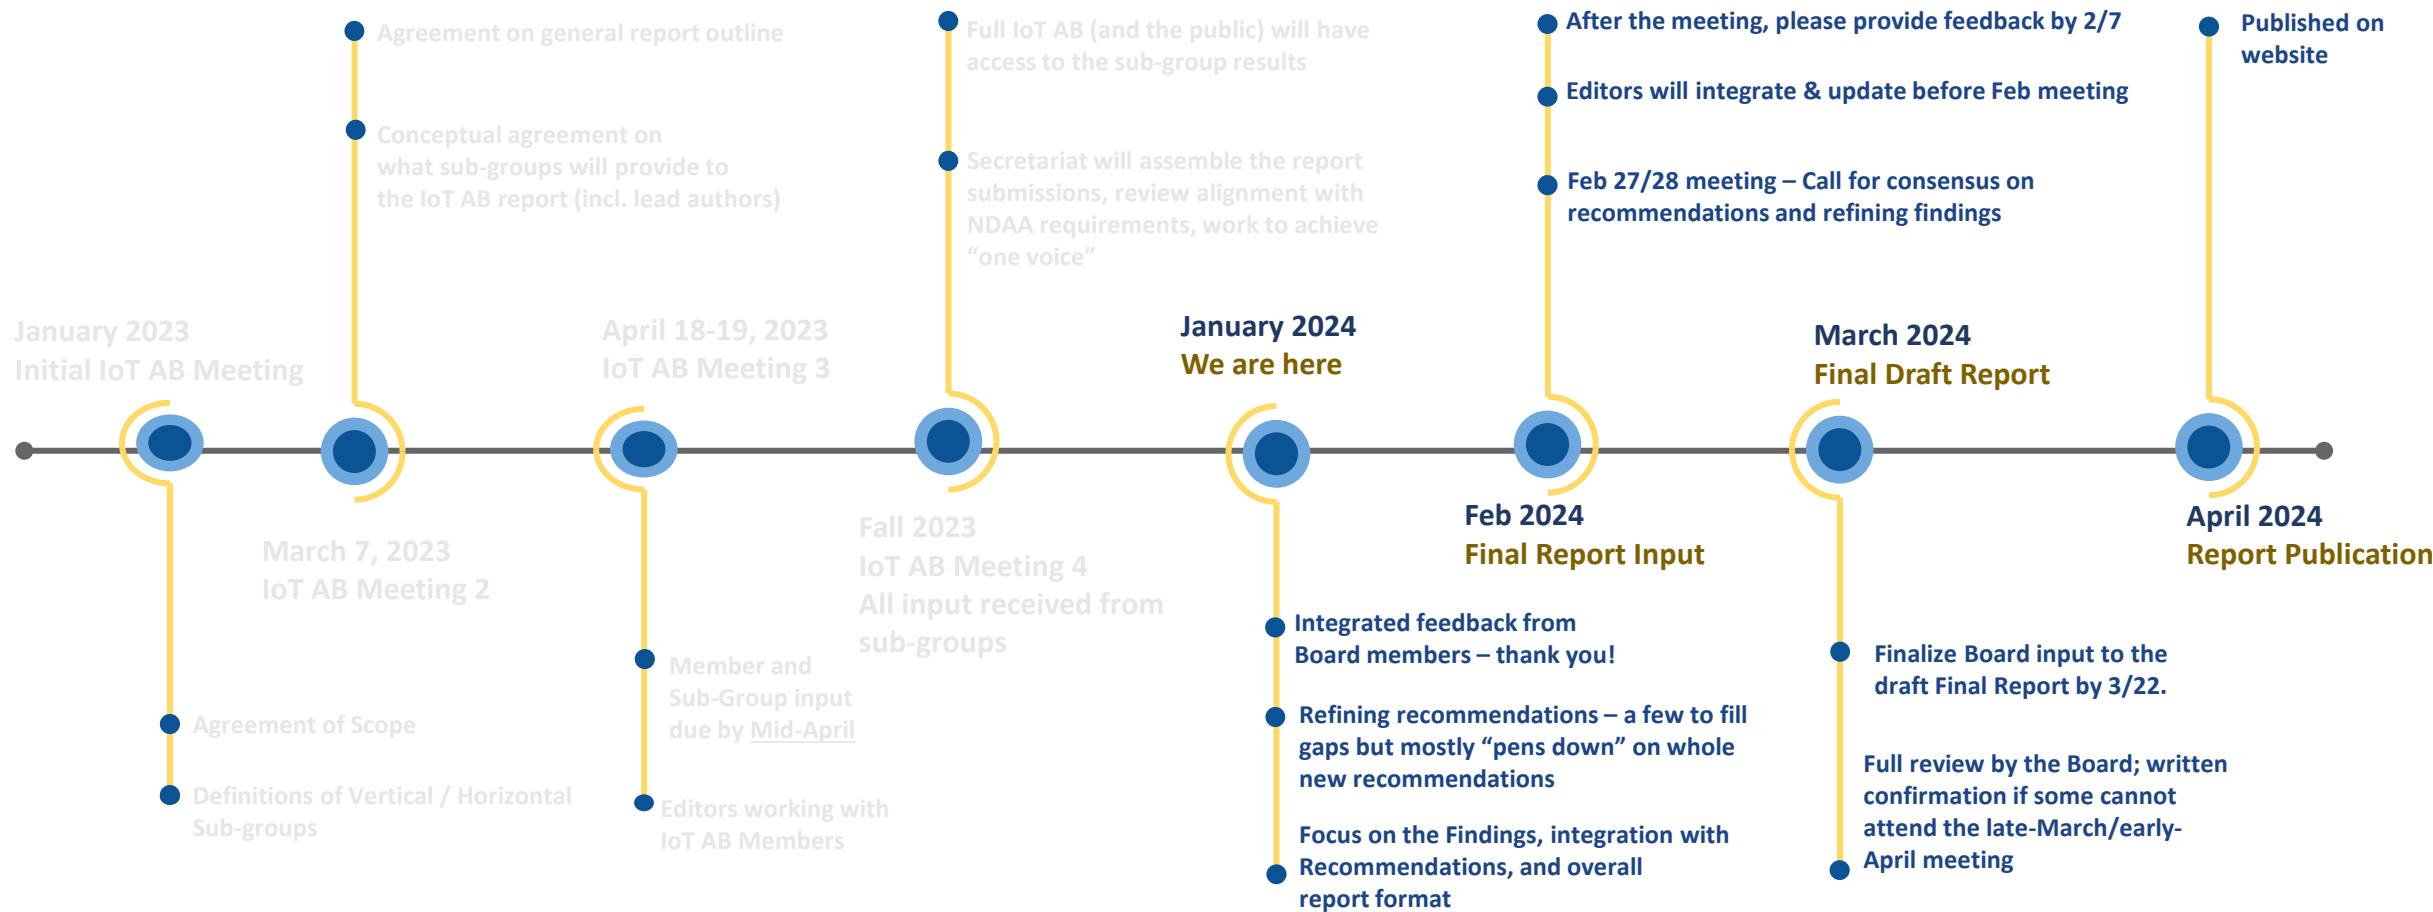 Agreement on general report outline
Conceptual agreement on
what sub-groups will provide to
the IoT AB report (incl. lead authors)
Full IoT AB (and the public) will have
access to the sub-group results
Secretariat will assemble the report
submissions, review alignment with
NDAA requirements, work to achieve
“one voice”
After the meeting, please provide feedback by 2/7
Editors will integrate & update before Feb meeting
Feb 27/28 meeting – Call for consensus on
recommendations and refining findings
Published on
website
January 2023
Initial IoT AB Meeting
April 18-19, 2023
IoT AB Meeting 3
January 2024
We are here
March 2024
Final Draft Report
March 7, 2023
IoT AB Meeting 2
Fall 2023
IoT AB Meeting 4
All input received from
sub-groups
Feb 2024
Final Report Input
April 2024
Report Publication
Agreement of Scope
Definitions of Vertical / Horizontal
Sub-groups
Member and
Sub-Group input
due by Mid-April
Editors working with
IoT AB Members
Integrated feedback from
Board members – thank you!
Refining recommendations – a few to fill
gaps but mostly “pens down” on whole
new recommendations
Focus on the Findings, integration with
Recommendations, and overall
report format
Finalize Board input to the
draft Final Report by 3/22.
Full review by the Board; written
confirmation if some cannot
attend the late-March/early-
April meeting